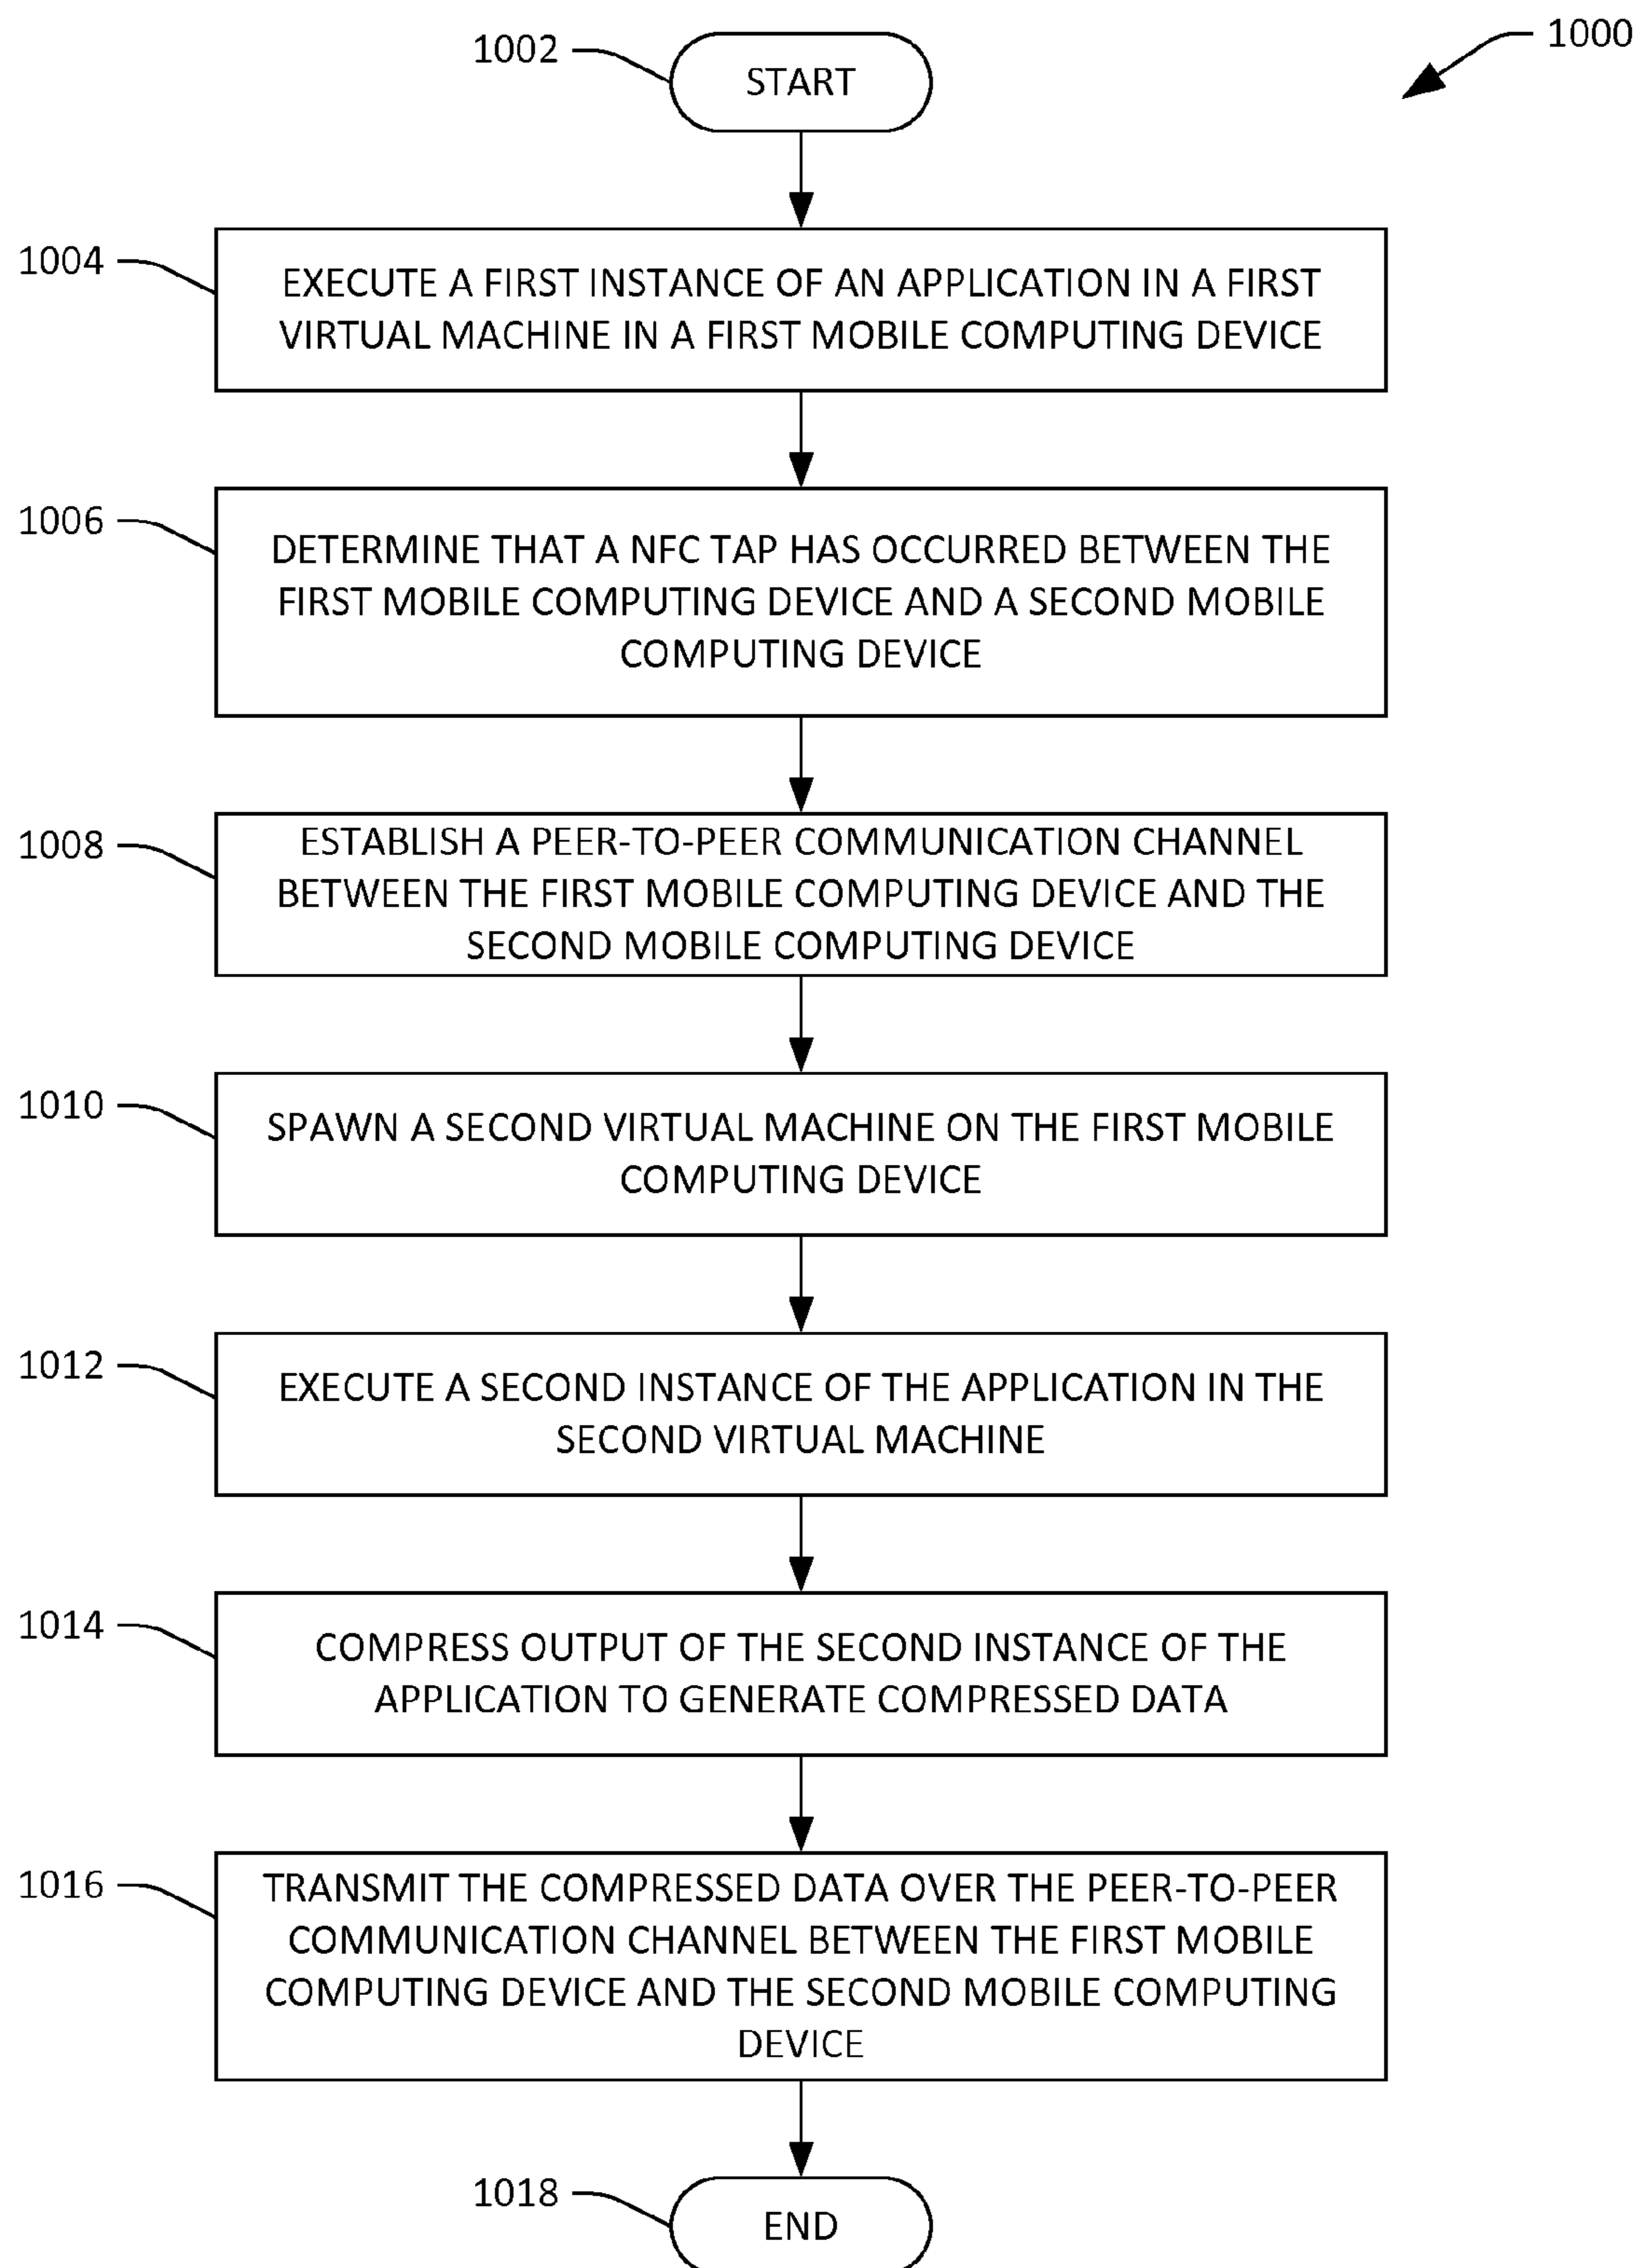 1000
1002
START
1004
EXECUTE A FIRST INSTANCE OF AN APPLICATION IN A FIRST
VIRTUAL MACHINE IN A FIRST MOBILE COMPUTING DEVICE
1006
DETERMINE THAT A NFC TAP HAS OCCURRED BETWEEN THE
FIRST MOBILE COMPUTING DEVICE AND A SECOND MOBILE
COMPUTING DEVICE
1008
ESTABLISH A PEER-TO-PEER COMMUNICATION CHANNEL
BETWEEN THE FIRST MOBILE COMPUTING DEVICE AND THE
SECOND MOBILE COMPUTING DEVICE
1010
SPAWN A SECOND VIRTUAL MACHINE ON THE FIRST MOBILE
COMPUTING DEVICE
1012
EXECUTE A SECOND INSTANCE OF THE APPLICATION IN THE
SECOND VIRTUAL MACHINE
1014
COMPRESS OUTPUT OF THE SECOND INSTANCE OF THE
APPLICATION TO GENERATE COMPRESSED DATA
1016
TRANSMIT THE COMPRESSED DATA OVER THE PEER-TO-PEER
COMMUNICATION CHANNEL BETWEEN THE FIRST MOBILE
COMPUTING DEVICE AND THE SECOND MOBILE COMPUTING
DEVICE
1018
END